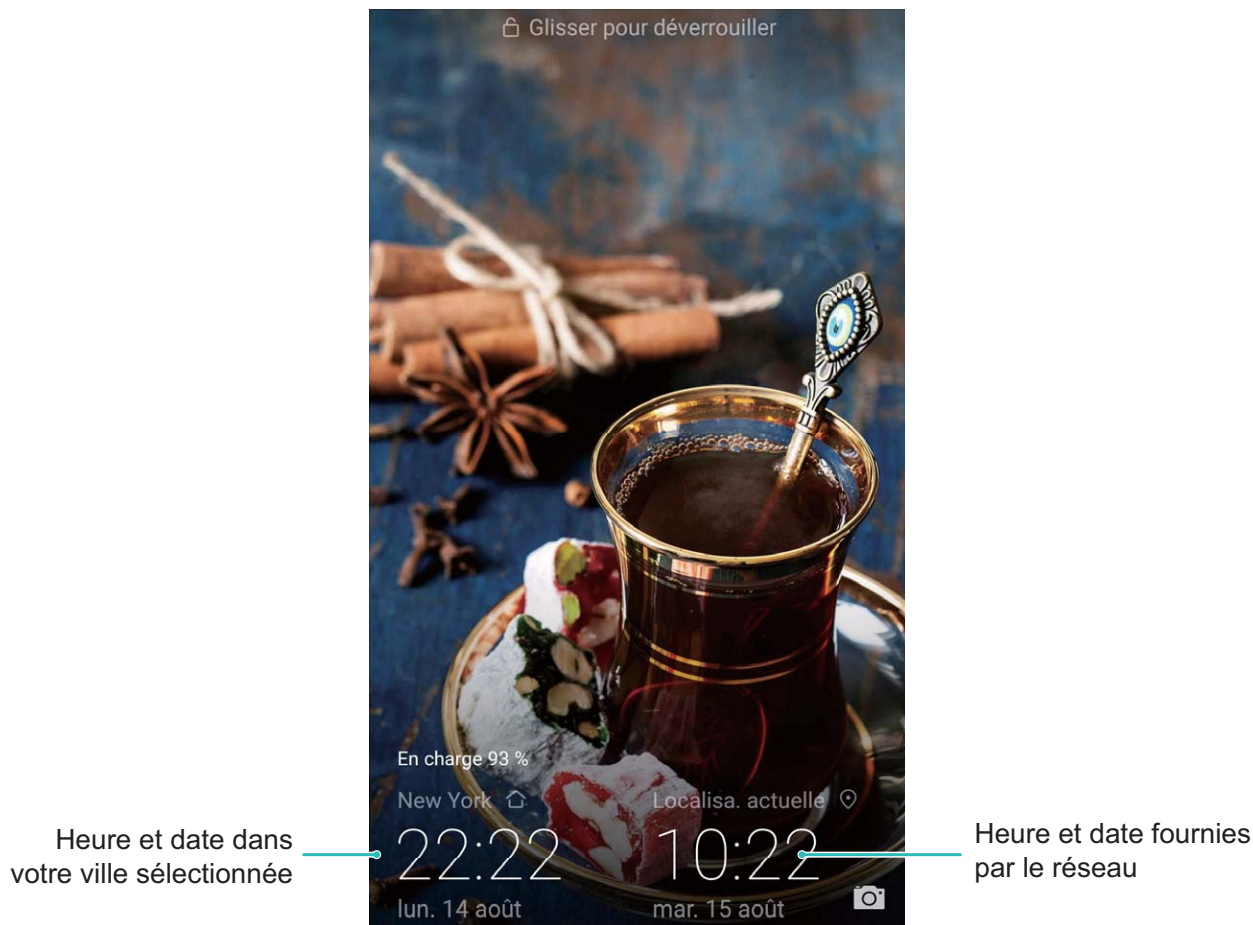 Glisser pour déverrouiller
En charge 93 %
New York
Localisa. actuelle
22:22
10:22
lun. 14 août
mar. 15 août
Heure et date dans
votre ville sélectionnée
Heure et date fournies
par le réseau